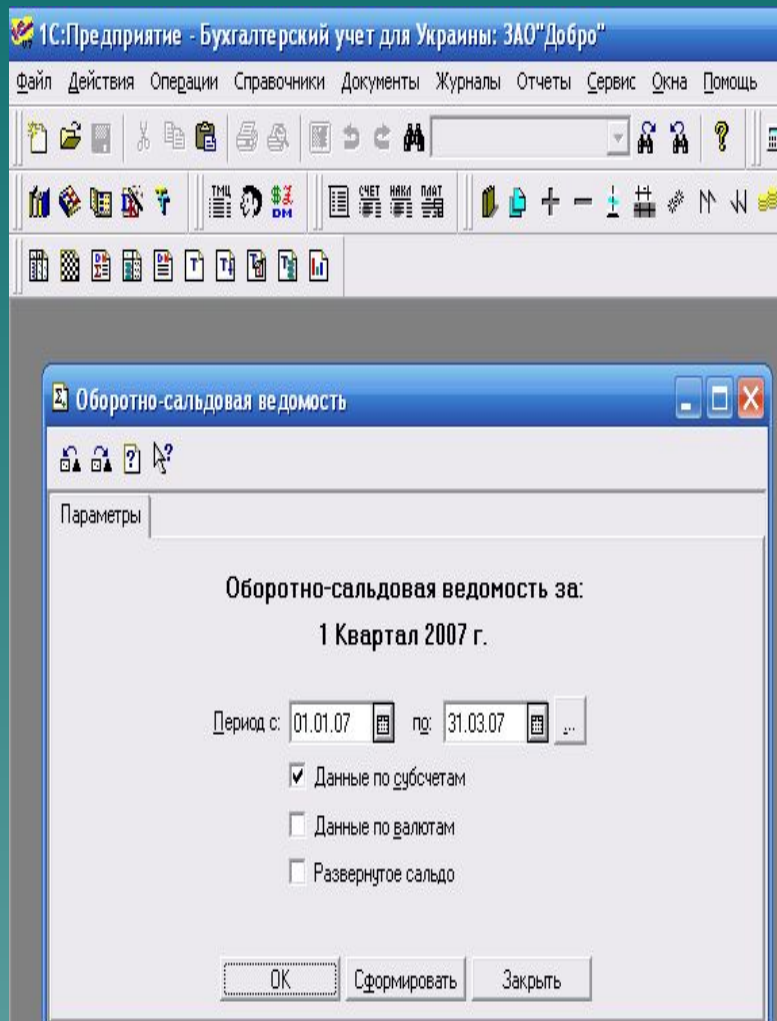 1С:Предприятие - Бухгалтерский учет для Украины: ЗАО"Добро"
Файл Действия Операции Справочники Документы Журналы Отчеты Сервис Окна Помощь
ТМЦ DM СЧЕТ НАКЛ ПЛАТ
Оборотно-сальдовая ведомость
Параметры
Оборотно-сальдовая ведомость за:
1 Квартал 2007 г.
Период с: 01.01.07 по: 31.03.07 ...
Данные по субсчетам
Данные по валютам
Развернутое сальдо
OK Сформировать Закрыть